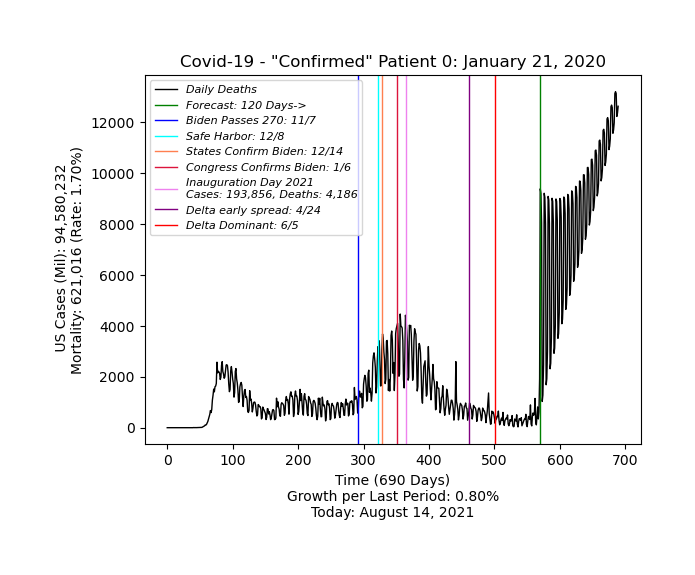 Covid-19 - "Confirmed" Patient 0: January 21, 2020
Daily Deaths
Forecast: 120 Days->
Biden Passes 270: 11/7
Safe Harbor: 12/8
States Confirm Biden: 12/14
Congress Confirms Biden: 1/6
Inauguration Day 2021
Cases: 193,856, Deaths: 4,186
Delta early spread: 4/24
Delta Dominant: 6/5
12000
10000
8000
6000
4000
2000
0
US Cases (Mil): 94,580,232
Mortality: 621,016 (Rate: 1.70%)
0 100 200 300 400 500 600 700
Time (690 Days)
Growth per Last Period: 0.80%
Today: August 14, 2021